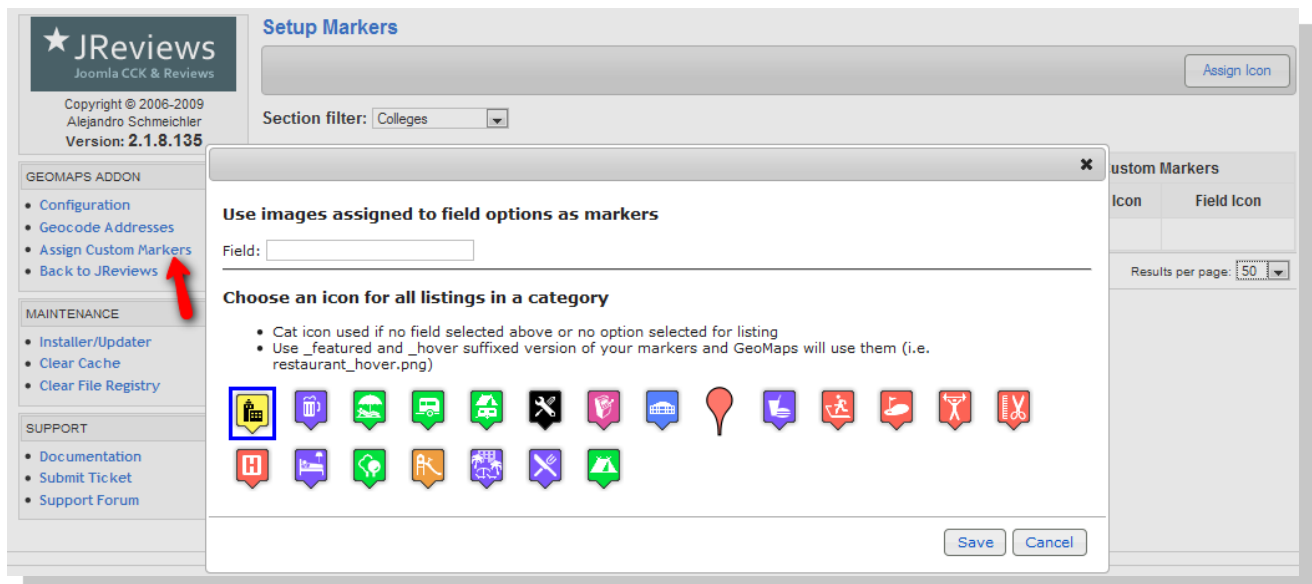 JReviews
Joomla CCK & Reviews
Copyright © 2006-2009
Alejandro Schmeichler
Version: 2.1.8.135
GEOMAPS ADDON
Configuration
Geocode Addresses
Assign Custom Markers
Back to JReviews
MAINTENANCE
Installer/Updater
Clear Cache
Clear File Registry
SUPPORT
Documentation
Submit Ticket
Support Forum
Setup Markers
Assign Icon
Section filter: Colleges
ustom Markers
Icon Field Icon
Results per page: 50
Use images assigned to field options as markers
Field:
Choose an icon for all listings in a category
Cat icon used if no field selected above or no option selected for listing
Use _featured and _hover suffixed version of your markers and GeoMaps will use them (i.e.
restaurant_hover.png)
H
Save Cancel